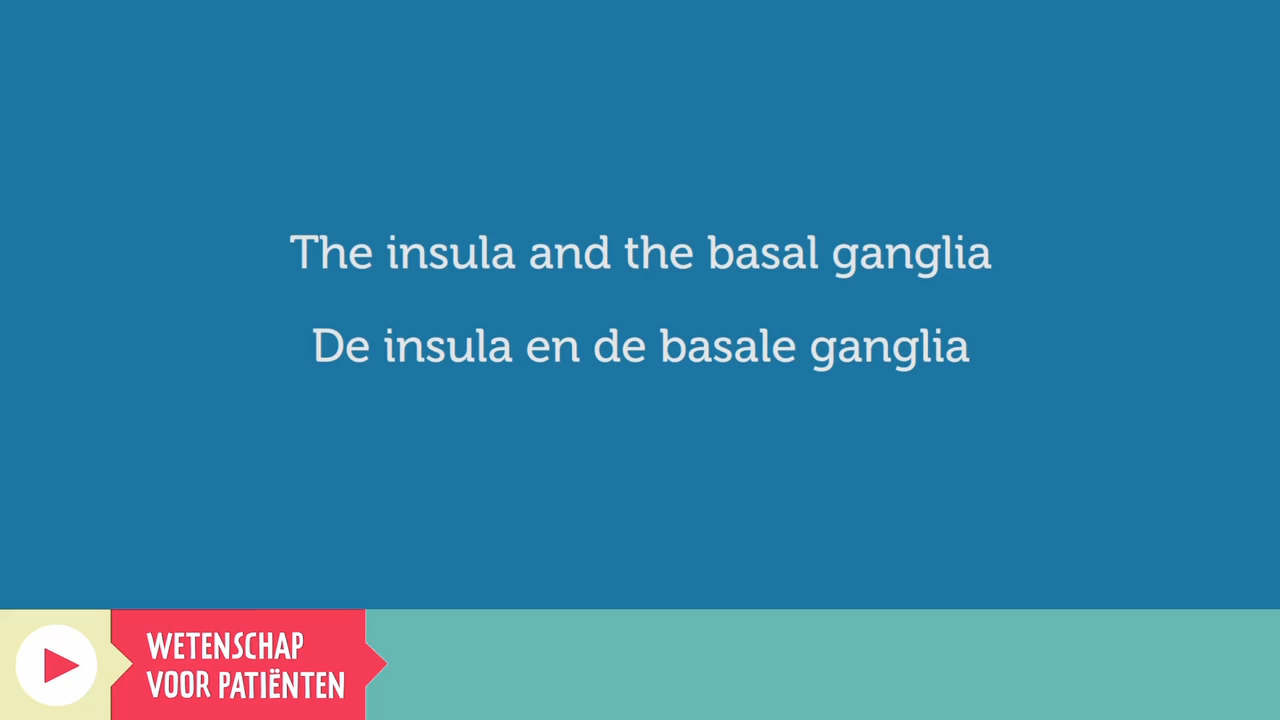 The insula and the basal ganglia
De insula en de basale ganglia
WETENSCHAP
VOOR PATIËNTEN